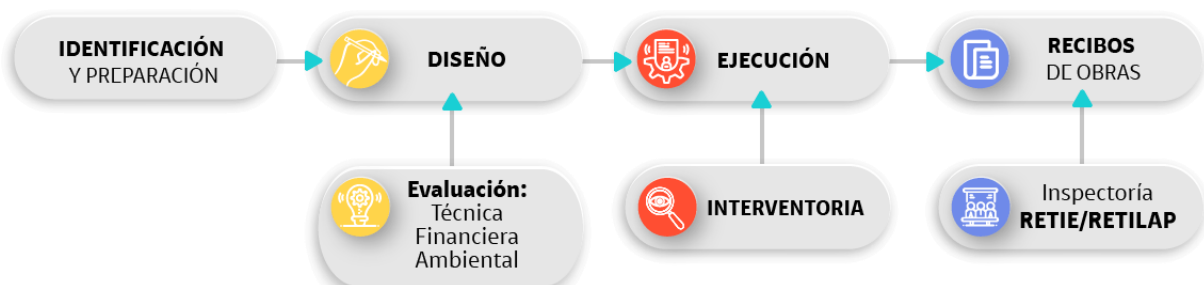 IDENTIFICACIÓN
Y PREPARACIÓN
DISEÑO
EJECUCIÓN
RECIBOS
DE OBRAS
Evaluación:
Técnica
Financiera
Ambiental
INTERVENTORIA
Inspectoría
RETIE/RETILAP